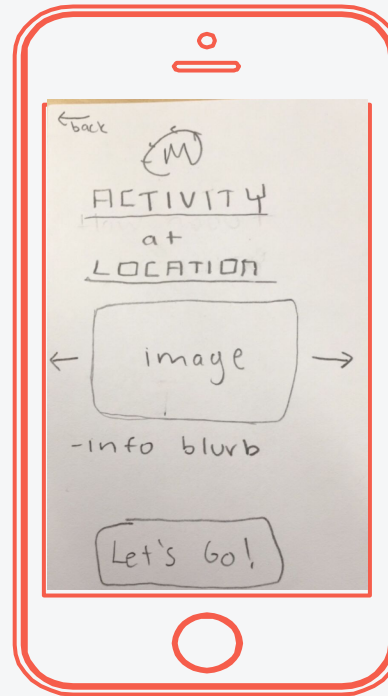 ←back
M
ACTIVITY
at
LOCATION
← image →
-info blurb
Let's Go!